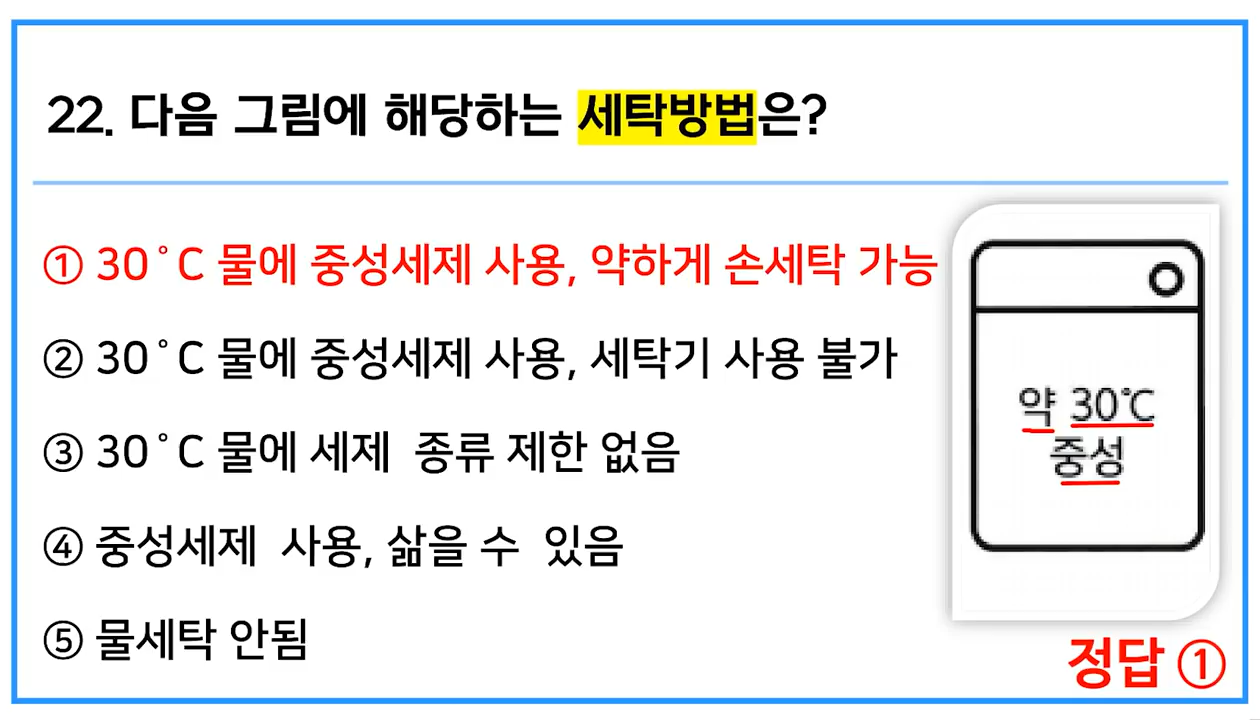 22. 다음 그림에 해당하는 세탁방법은?
① 30˚C 물에 중성세제 사용, 약하게 손세탁 가능
② 30˚C 물에 중성세제 사용, 세탁기 사용 불가
③ 30˚C 물에 세제 종류 제한 없음
④ 중성세제 사용, 삶을 수 있음
⑤ 물세탁 안됨
약 30℃
중성
정답 ①